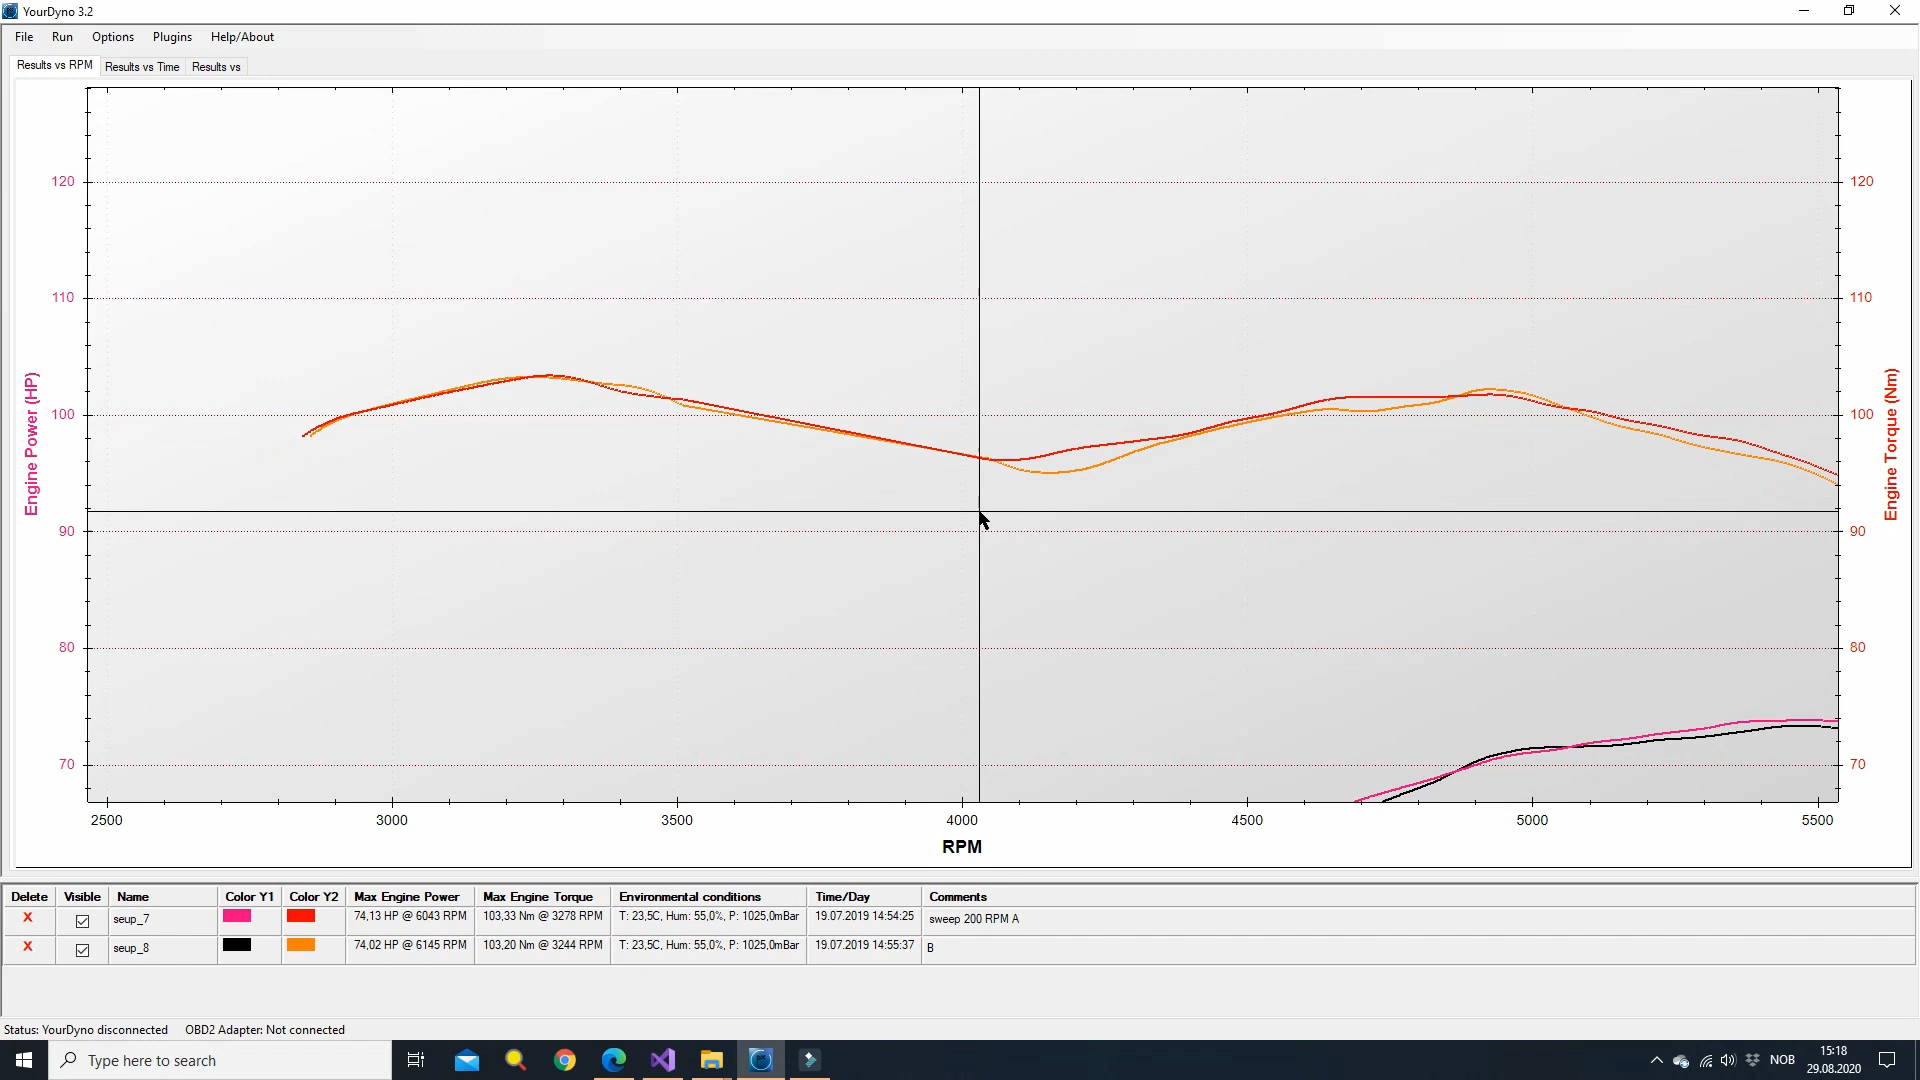 YourDyno 3.2
File Run Options Plugins Help/About
Results vs RPM Results vs Time Results vs
120 120
110 110
100 100
90 90
80 80
70 70
Engine Power (HP)
Engine Torque (Nm)
2500 3000 3500 4000 4500 5000 5500
RPM
Delete Visible Name Color Y1 Color Y2 Max Engine Power Max Engine Torque Environmental conditions Time/Day Comments
X seup_7 74,13 HP @ 6043 RPM 103,33 Nm @ 3278 RPM T: 23,5C, Hum: 55,0%, P: 1025,0mBar 19.07.2019 14:54:25 sweep 200 RPM A
X seup_8 74,02 HP @ 6145 RPM 103,20 Nm @ 3244 RPM T: 23,5C, Hum: 55,0%, P: 1025,0mBar 19.07.2019 14:55:37 B
Status: YourDyno disconnected OBD2 Adapter: Not connected
Type here to search
NOB
15:18
29.08.2020